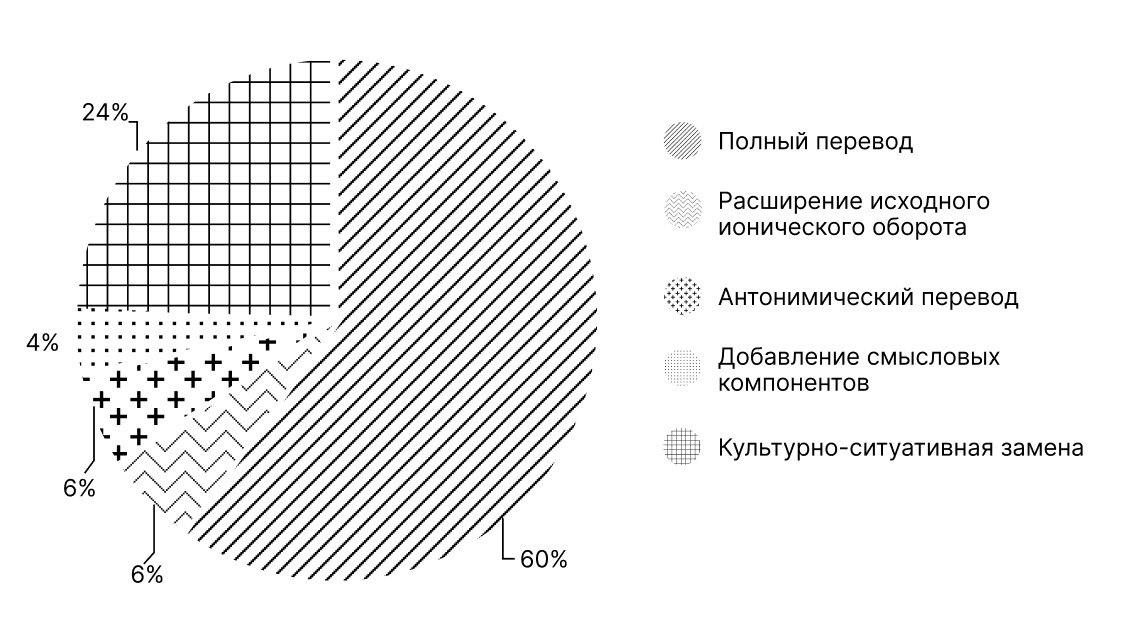 24%
4%
6%
6%
60%
Полный перевод
Расширение исходного
ионического оборота
Антонимический перевод
Добавление смысловых
компонентов
Культурно-ситуативная замена